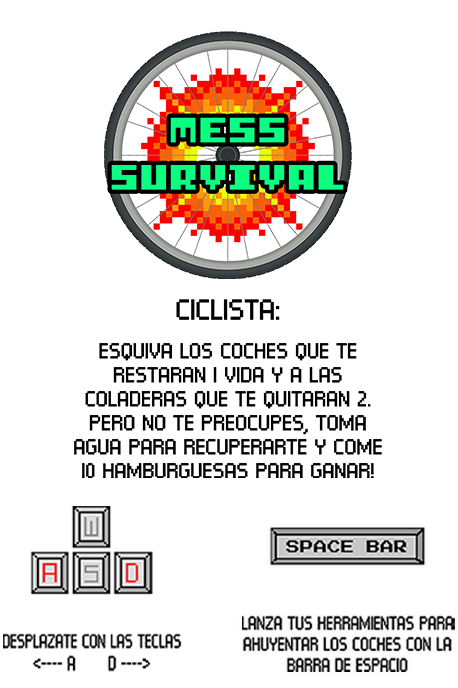 MESS
SURVIVAL
CICLISTA:
ESQUIVA LOS COCHES QUE TE
RESTARAN 1 VIDA Y A LAS
COLADERAS QUE TE QUITARAN 2.
PERO NO TE PREOCUPES, TOMA
AGUA PARA RECUPERARTE Y COME
10 HAMBURGUESAS PARA GANAR!
W
A S D
SPACE BAR
DESPLAZATE CON LAS TECLAS
<---- A D ---->
LANZA TUS HERRAMIENTAS PARA
AHUYENTAR LOS COCHES CON LA
BARRA DE ESPACIO